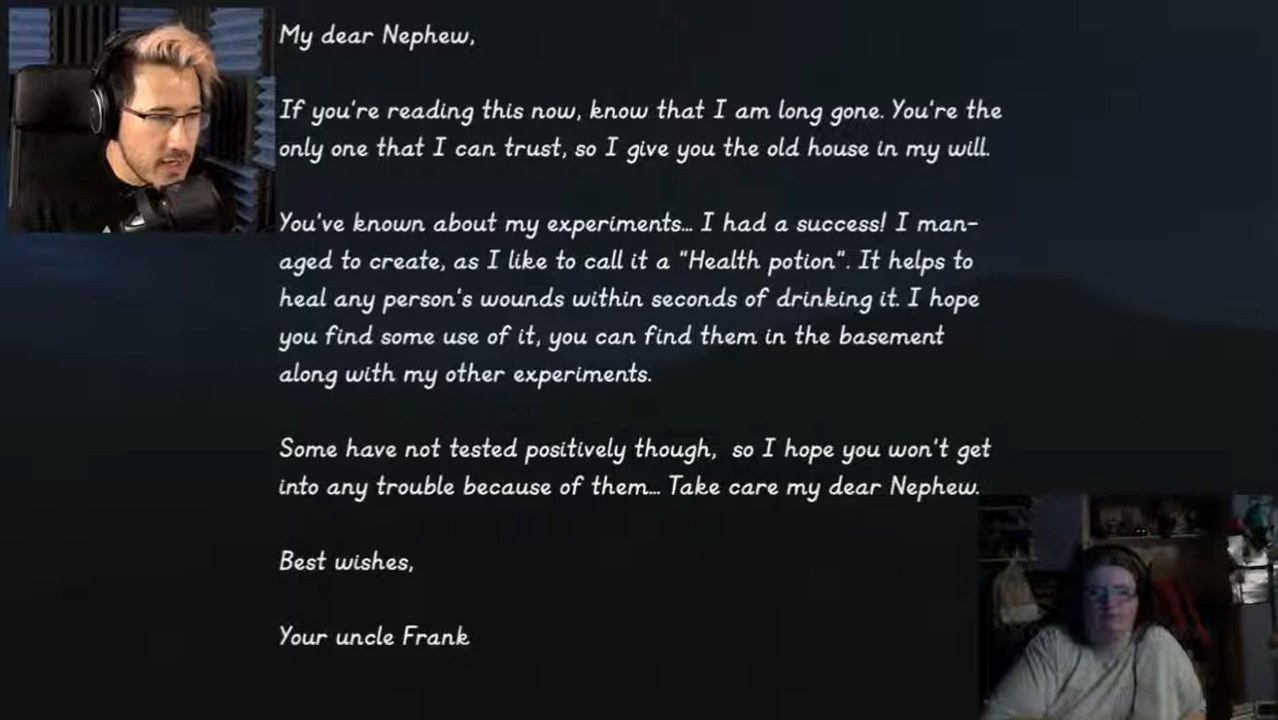 My dear Nephew,
If you're reading this now, know that I am long gone. You're the
only one that I can trust, so I give you the old house in my will.
You've known about my experiments... I had a success! I man-
aged to create, as I like to call it a "Health potion". It helps to
heal any person's wounds within seconds of drinking it. I hope
you find some use of it, you can find them in the basement
along with my other experiments.
Some have not tested positively though, so I hope you won't get
into any trouble because of them... Take care my dear Nephew.
Best wishes,
Your uncle Frank